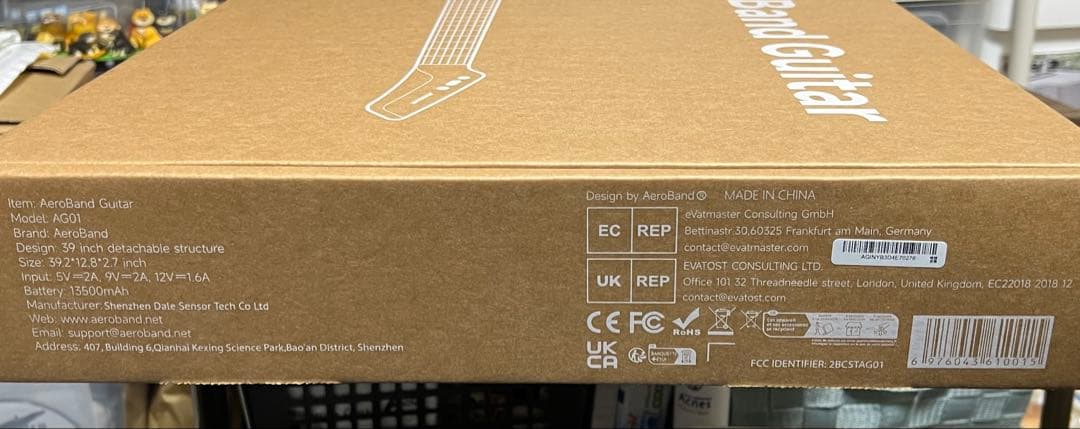 Band Guitar
Item: AeroBand Guitar
Model: AG01
Brand: AeroBand
Design: 39 inch detachable structure
Size: 39.2*12.8*2.7 inch
Input: 5V⎓2A, 9V⎓2A, 12V⎓1.6A
Battery: 13500mAh
Manufacturer: Shenzhen Date Sensor Tech Co Ltd
Web: www.aeroband.net
Email: support@aeroband.net
Address: 407, Building 6,Qianhai Kexing Science Park,Bao'an District, Shenzhen
Design by AeroBand® MADE IN CHINA
EC REP
eVatmaster Consulting GmbH
Bettinastr.30,60325 Frankfurt am Main, Germany
contact@evatmaster.com
UK REP
EVATOST CONSULTING LTD.
Office 101 32 Threadneedle street, London, United Kingdom, EC22018 2018 12
contact@evatost.com
CE FC RoHS
UK
CA
FCC IDENTIFIER: 2BCSTAG01
6 976043 610015
Acnes